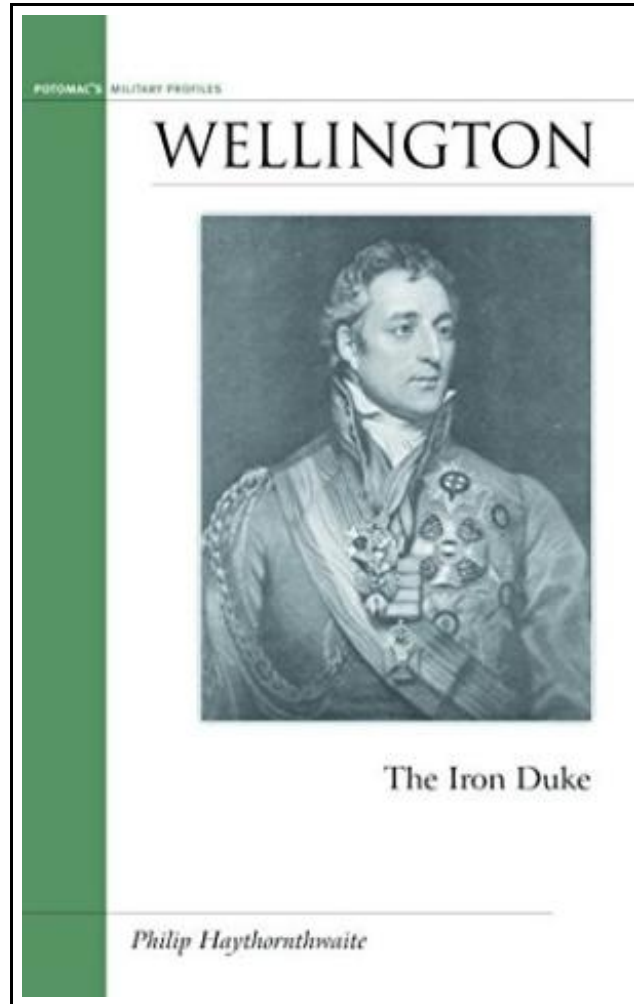 POTOMAC'S MILITARY PROFILES
WELLINGTON
The Iron Duke
Philip Haythornthwaite